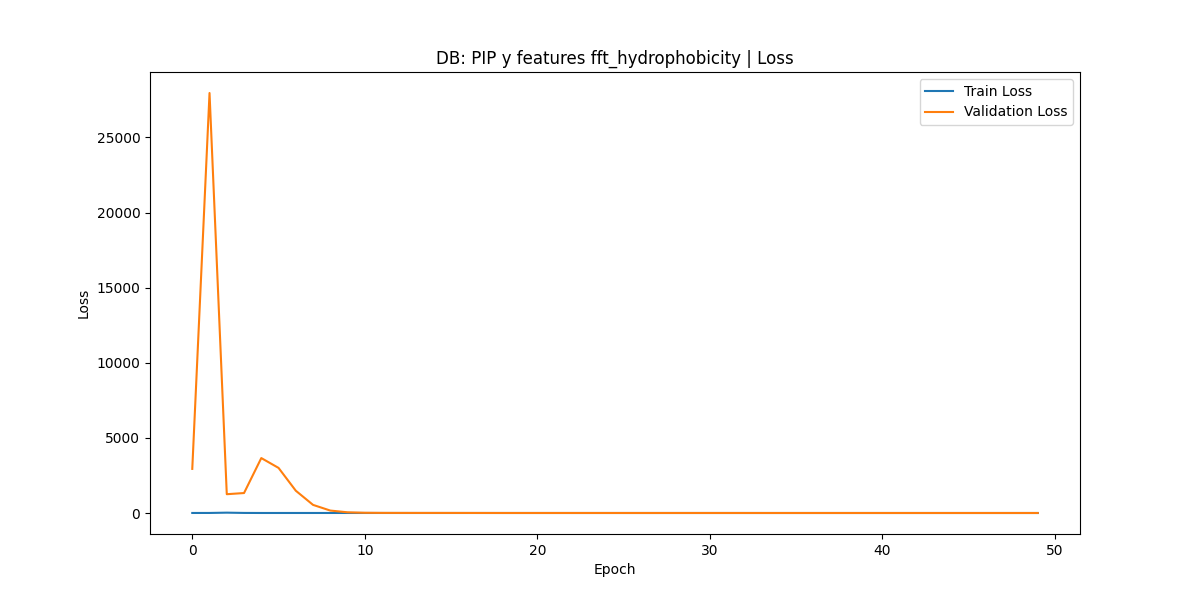 DB: PIP y features fft_hydrophobicity | Loss
Train Loss
Validation Loss
25000
20000
15000
10000
5000
0
Loss
0
10
20
30
40
50
Epoch